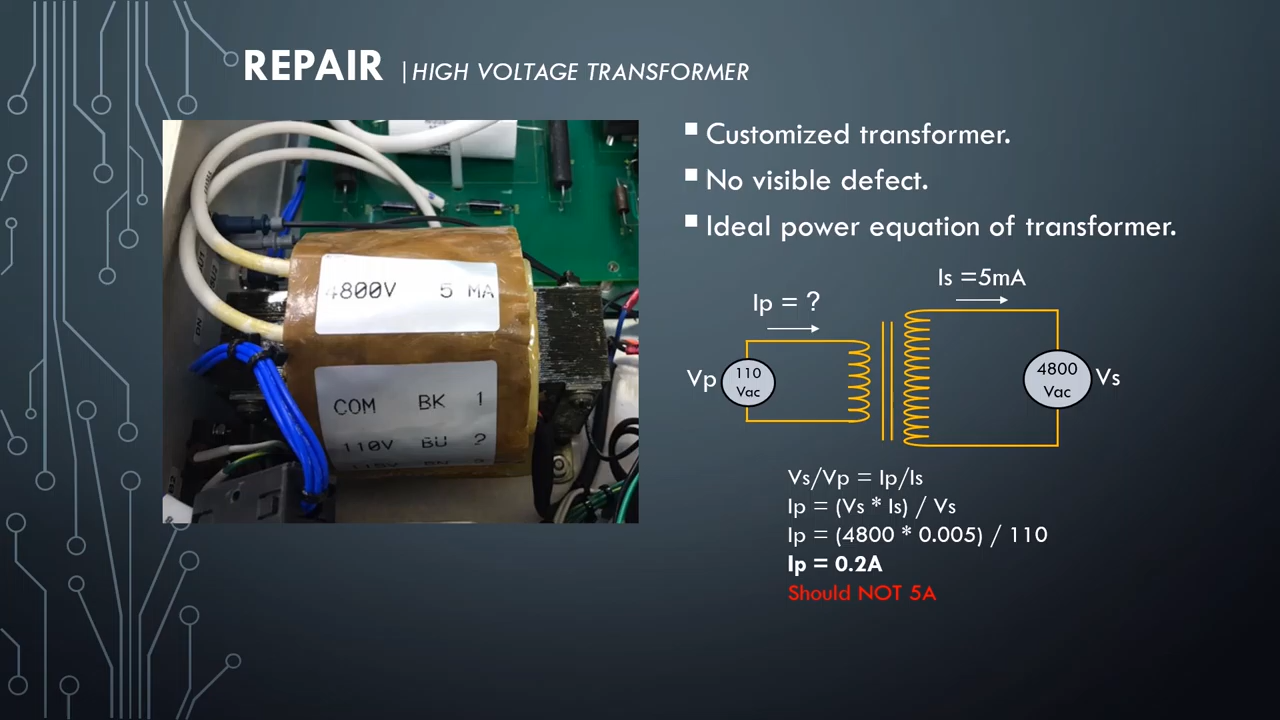 REPAIR |HIGH VOLTAGE TRANSFORMER
4800V 5 MA
COM BK 1
110V BU 2
Customized transformer.
No visible defect.
Ideal power equation of transformer.
Is =5mA
Ip = ?
Vp
110
Vac
4800
Vac
Vs
Vs/Vp = Ip/Is
Ip = (Vs * Is) / Vs
Ip = (4800 * 0.005) / 110
Ip = 0.2A
Should NOT 5A